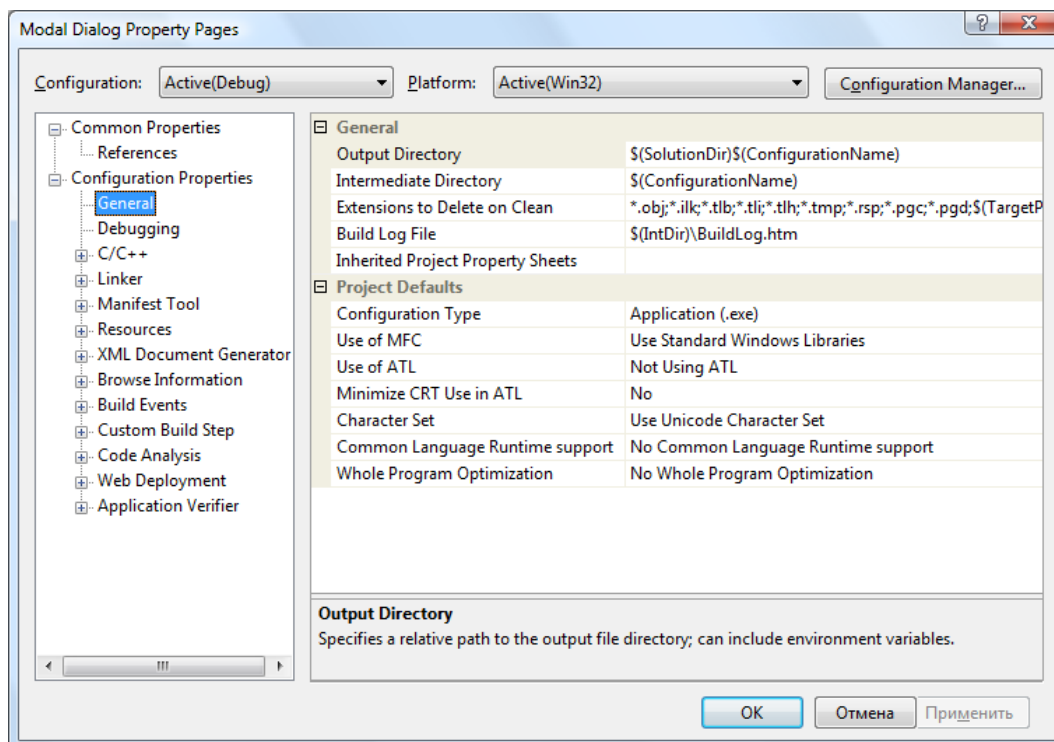 Modal Dialog Property Pages
Configuration: Active(Debug) Platform: Active(Win32) Configuration Manager...
Common Properties
References
Configuration Properties
General
Debugging
C/C++
Linker
Manifest Tool
Resources
XML Document Generator
Browse Information
Build Events
Custom Build Step
Code Analysis
Web Deployment
Application Verifier
General
Output Directory $(SolutionDir)$(ConfigurationName)
Intermediate Directory $(ConfigurationName)
Extensions to Delete on Clean *.obj;*.ilk;*.tlb;*.tli;*.tlh;*.tmp;*.rsp;*.pgc;*.pgd;$(TargetP
Build Log File $(IntDir)\BuildLog.htm
Inherited Project Property Sheets
Project Defaults
Configuration Type Application (.exe)
Use of MFC Use Standard Windows Libraries
Use of ATL Not Using ATL
Minimize CRT Use in ATL No
Character Set Use Unicode Character Set
Common Language Runtime support No Common Language Runtime support
Whole Program Optimization No Whole Program Optimization
Output Directory
Specifies a relative path to the output file directory; can include environment variables.
OK Отмена Применить